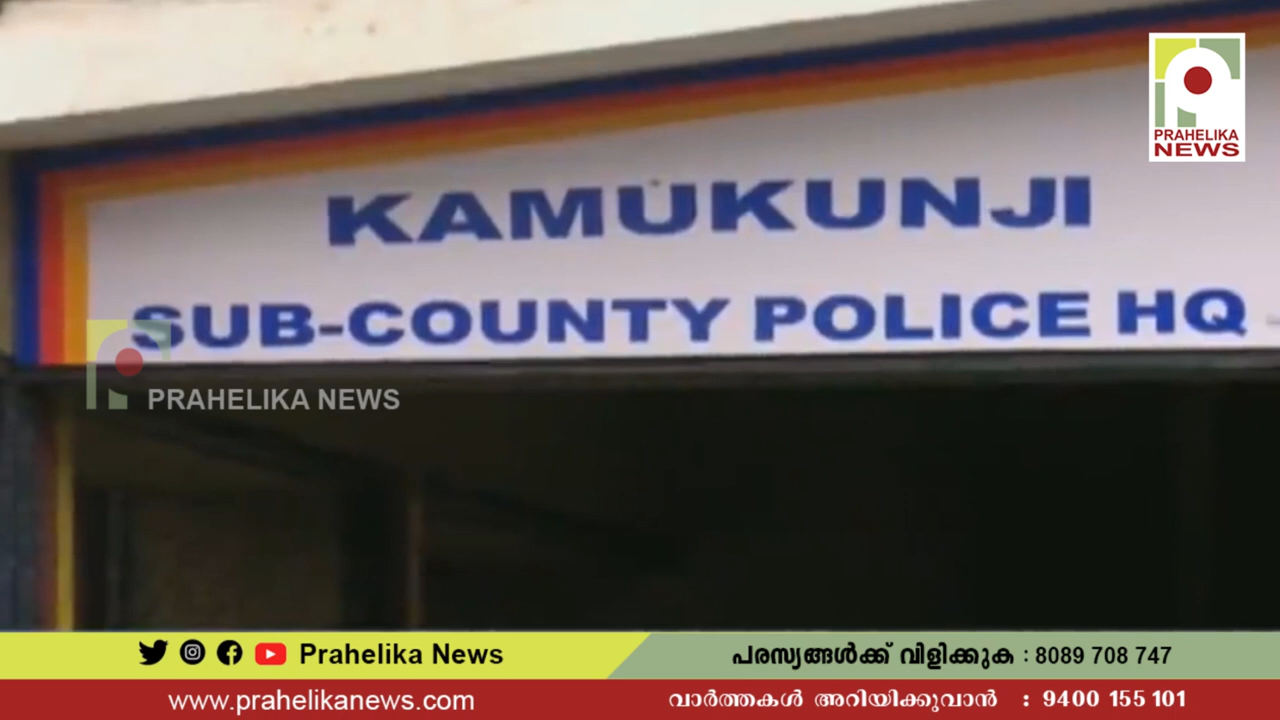 PRAHELIKA
NEWS
KAMUKUNJI
SUB-COUNTY POLICE HQ
PRAHELIKA NEWS
Prahelika News
പരസ്യങ്ങൾക്ക് വിളിക്കുക : 8089 708 747
www.prahelikanews.com
വാർത്തകൾ അറിയിക്കുവാൻ : 9400 155 101